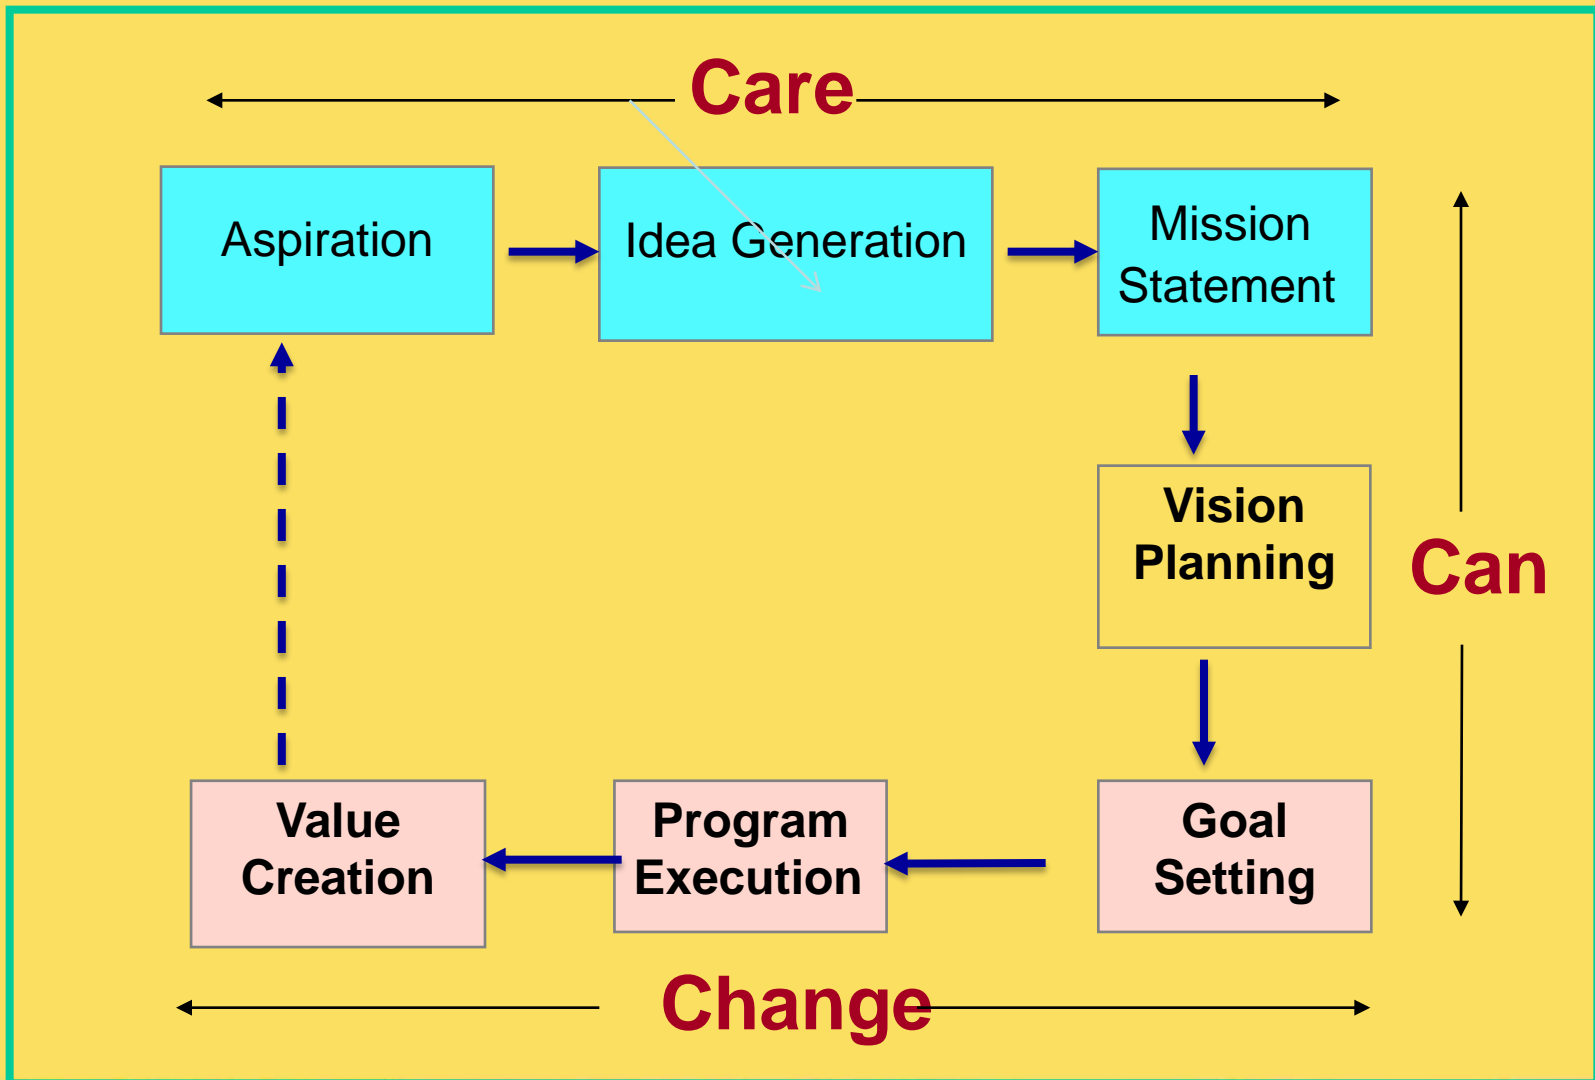 Care
Aspiration
Idea Generation
Mission
Statement
Vision
Planning
Can
Value
Creation
Program
Execution
Goal
Setting
Change